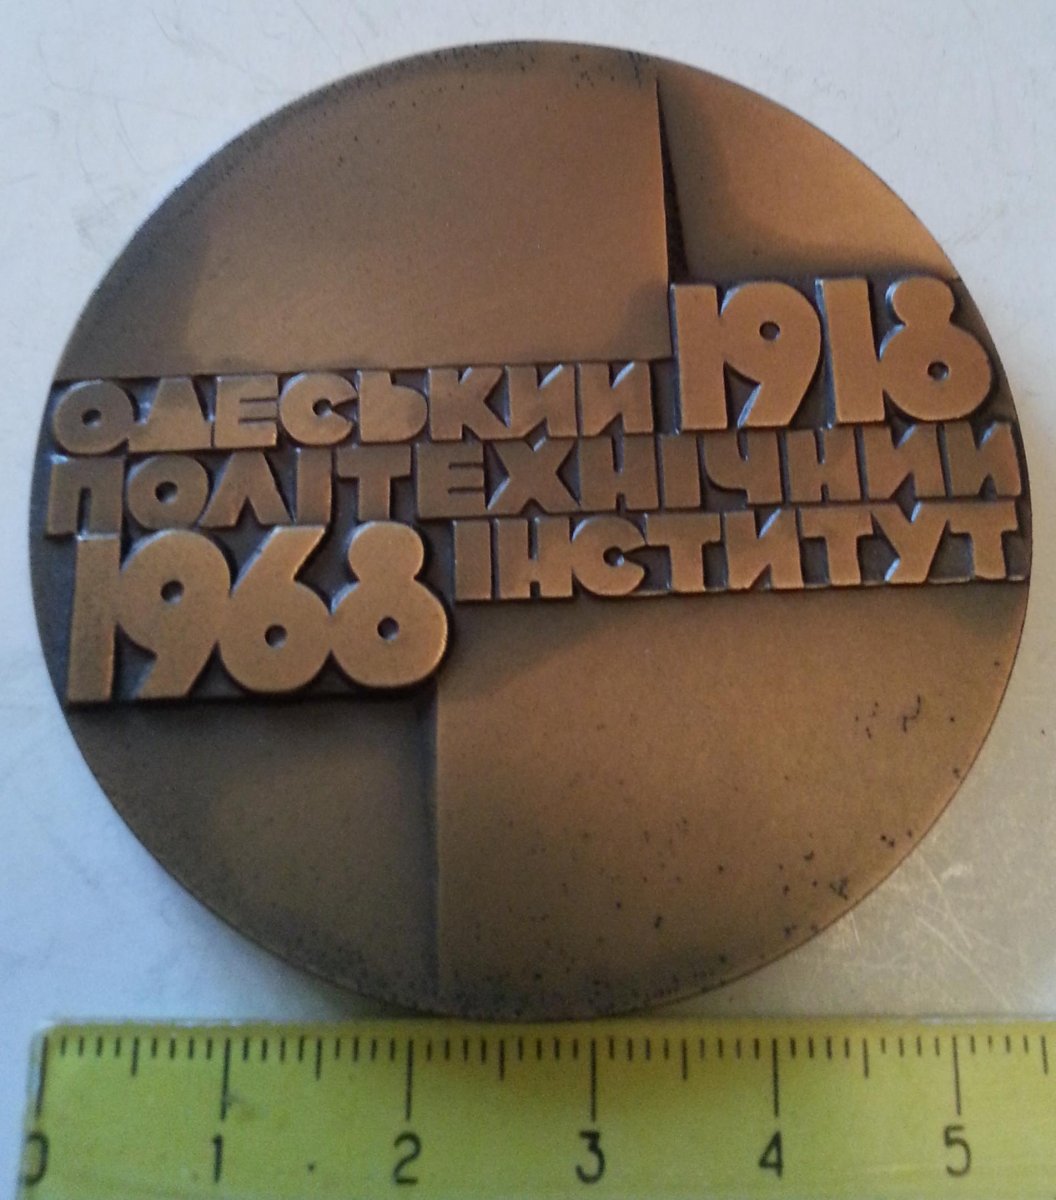 1918
ОДЕСЬКИЙ
ПОЛІТЕХНІЧНИЙ
ІНСТИТУТ
1968
0 1 2 3 4 5